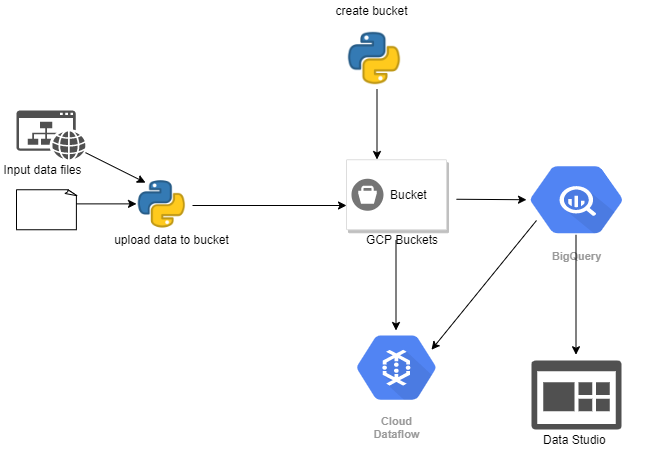 create bucket
Input data files
upload data to bucket
Bucket
GCP Buckets
BigQuery
Cloud
Dataflow
Data Studio